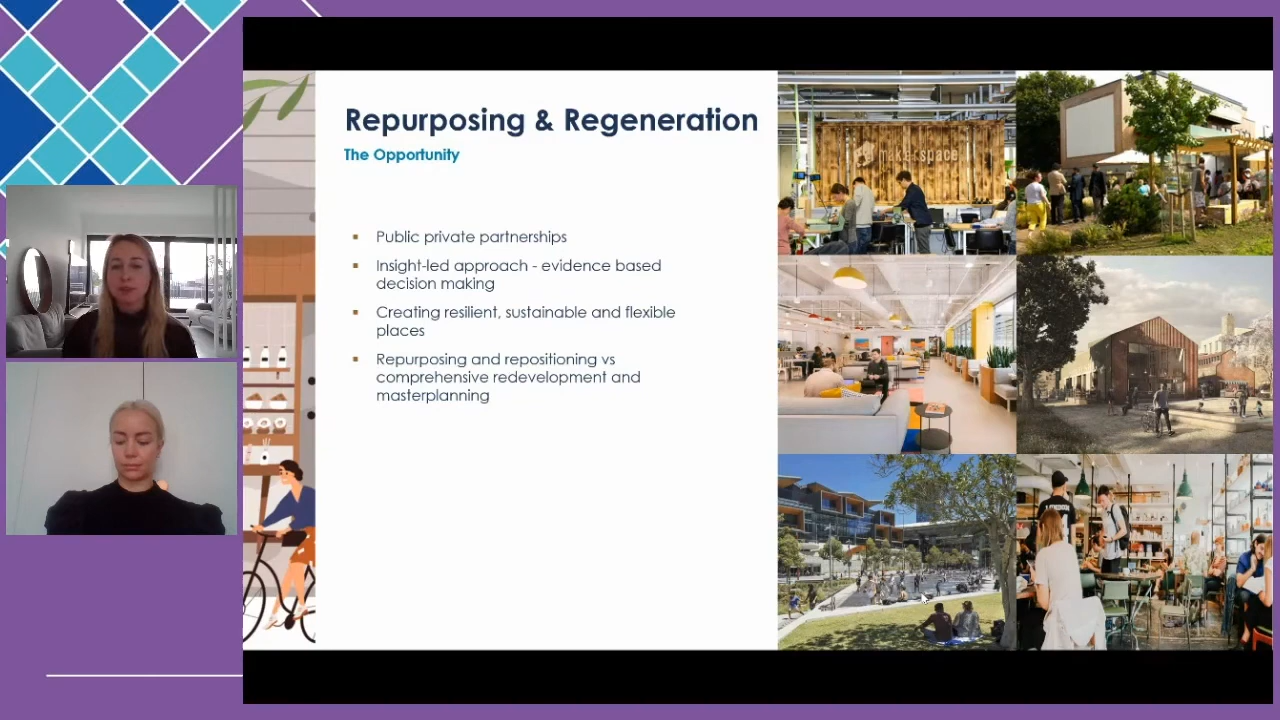 Repurposing & Regeneration
The Opportunity
Public private partnerships
Insight-led approach - evidence based
decision making
Creating resilient, sustainable and flexible
places
Repurposing and repositioning vs
comprehensive redevelopment and
masterplanning
makerspace